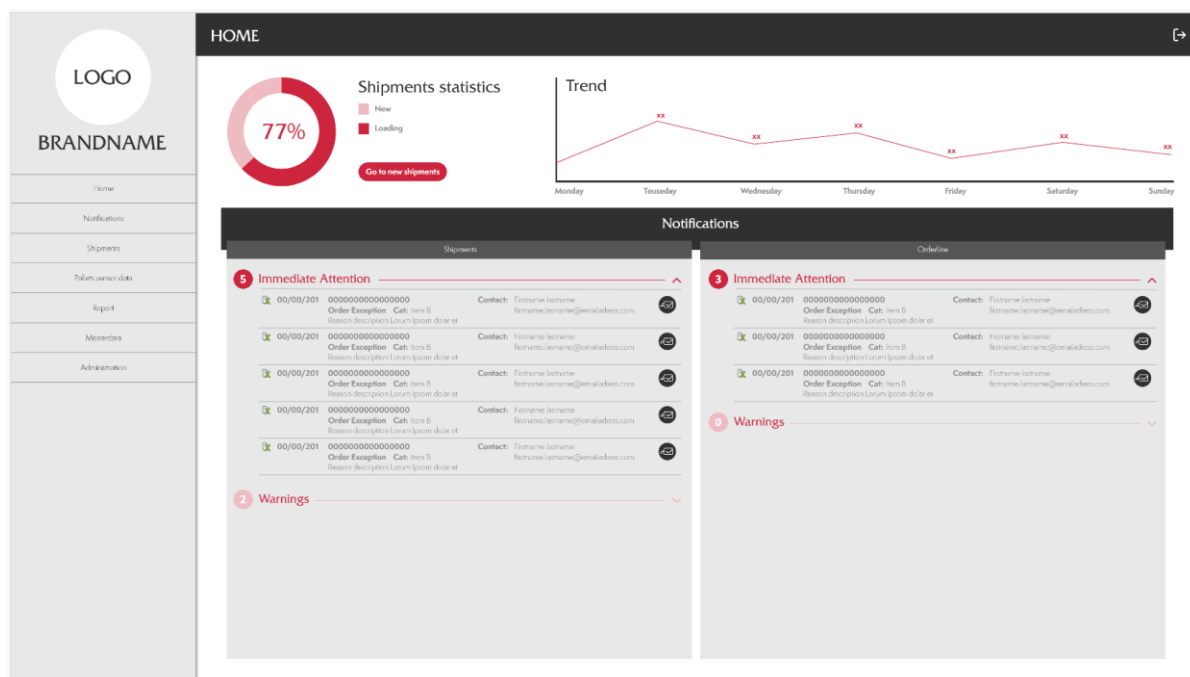 LOGO
BRANDNAME
Home
Notifications
Shipments
Pallets sensor data
Report
Masterdata
Administration
HOME
77%
Shipments statistics
New
Loading
Go to new shipments
Trend
xx
xx
xx
xx
xx
xx
Monday
Teuseday
Wednesday
Thursday
Friday
Saturday
Sunday
Notifications
Shipments
5 Immediate Attention
00/00/201 0000000000000000 Contact: Firstname lastname
Order Exception Cat: Item B firstname.lastname@emailadress.com
Reason description Lorum Ipsom dolar et
00/00/201 0000000000000000 Contact: Firstname lastname
Order Exception Cat: Item B firstname.lastname@emailadress.com
Reason description Lorum Ipsom dolar et
00/00/201 0000000000000000 Contact: Firstname lastname
Order Exception Cat: Item B firstname.lastname@emailadress.com
Reason description Lorum Ipsom dolar et
00/00/201 0000000000000000 Contact: Firstname lastname
Order Exception Cat: Item B firstname.lastname@emailadress.com
Reason description Lorum Ipsom dolar et
00/00/201 0000000000000000 Contact: Firstname lastname
Order Exception Cat: Item B firstname.lastname@emailadress.com
Reason description Lorum Ipsom dolar et
2 Warnings
Orderline
3 Immediate Attention
00/00/201 0000000000000000 Contact: Firstname lastname
Order Exception Cat: Item B firstname.lastname@emailadress.com
Reason description Lorum Ipsom dolar et
00/00/201 0000000000000000 Contact: Firstname lastname
Order Exception Cat: Item B firstname.lastname@emailadress.com
Reason description Lorum Ipsom dolar et
00/00/201 0000000000000000 Contact: Firstname lastname
Order Exception Cat: Item B firstname.lastname@emailadress.com
Reason description Lorum Ipsom dolar et
0 Warnings